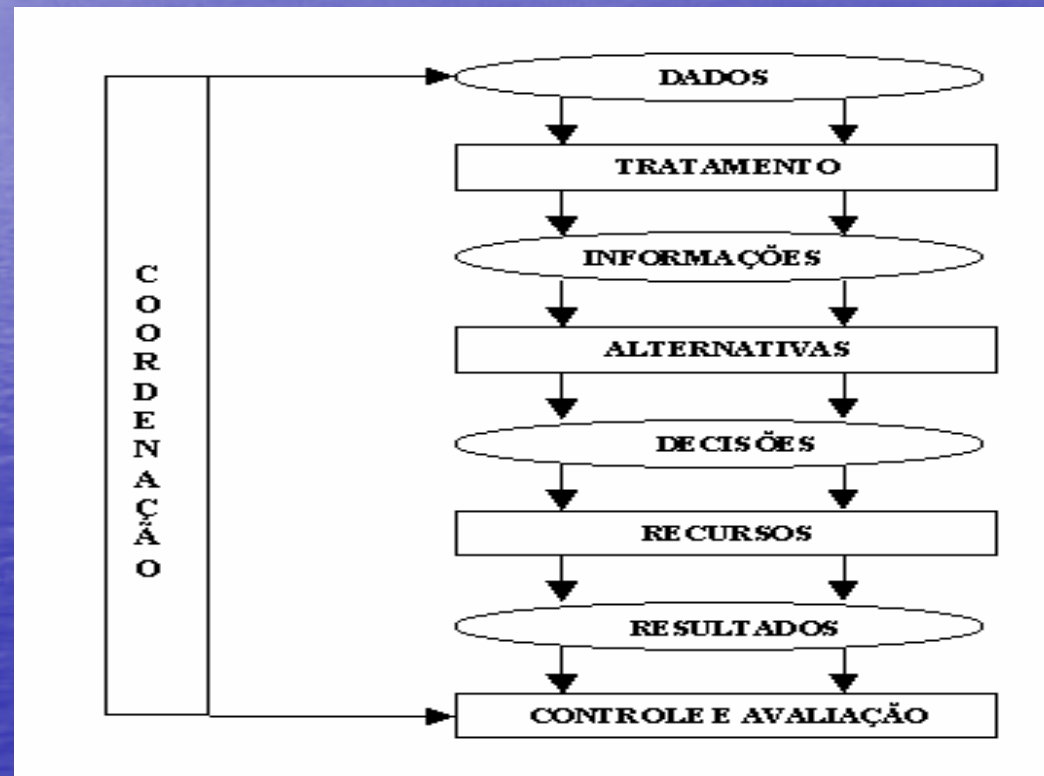 DADOS
TRATAMENTO
INFORMAÇÕES
ALTERNATIVAS
DECISÕES
RECURSOS
RESULTADOS
CONTROLE E AVALIAÇÃO
COORDENAÇÃO